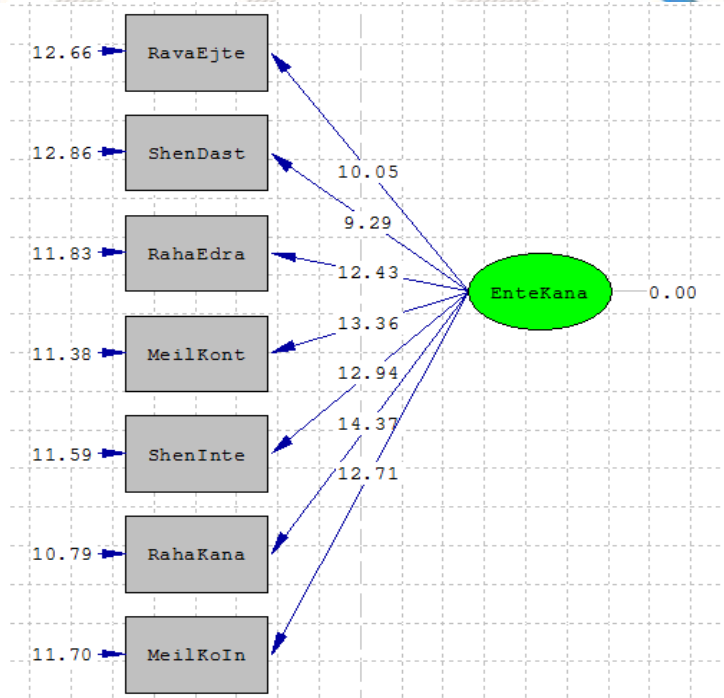 12.66 RavaEjte
10.05
12.86 ShenDast
9.29
11.83 RahaEdra
12.43
EnteKana 0.00
13.36
11.38 MeilKont
12.94
14.37
11.59 ShenInte
12.71
10.79 RahaKana
11.70 MeilKoIn